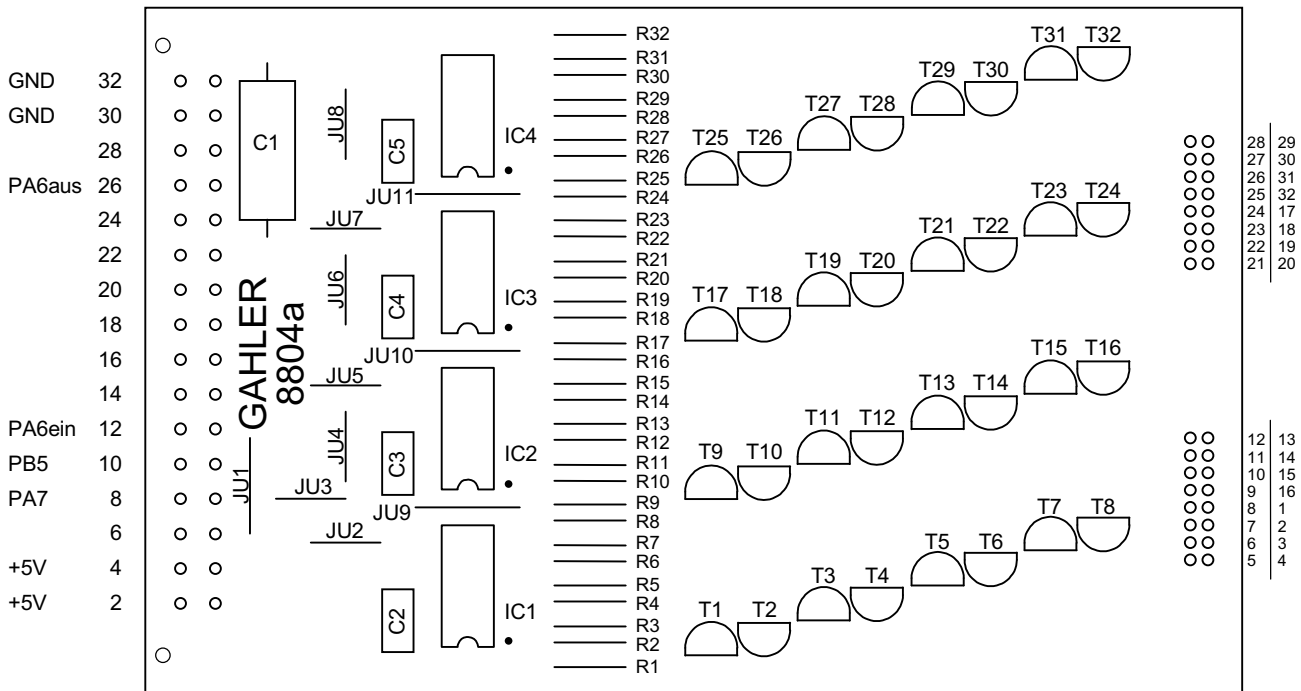 GND 32
GND 30
28
PA6aus 26
24
22
20
18
16
14
PA6ein 12
PB5 10
PA7 8
6
+5V 4
+5V 2
C1
GAHLER
8804a
JU1
JU2
JU3
JU4
JU5
JU6
JU7
JU8
JU9
JU10
JU11
C5
C4
C3
C2
IC4
IC3
IC2
IC1
R32
R31
R30
R29
R28
R27
R26
R25
R24
R23
R22
R21
R20
R19
R18
R17
R16
R15
R14
R13
R12
R11
R10
R9
R8
R7
R6
R5
R4
R3
R2
R1
T31 T32
T29 T30
T27 T28
T25 T26
T23 T24
T21 T22
T19 T20
T17 T18
T15 T16
T13 T14
T11 T12
T9 T10
T7 T8
T5 T6
T3 T4
T1 T2
28 29
27 30
26 31
25 32
24 17
23 18
22 19
21 20
12 13
11 14
10 15
9 16
8 1
7 2
6 3
5 4